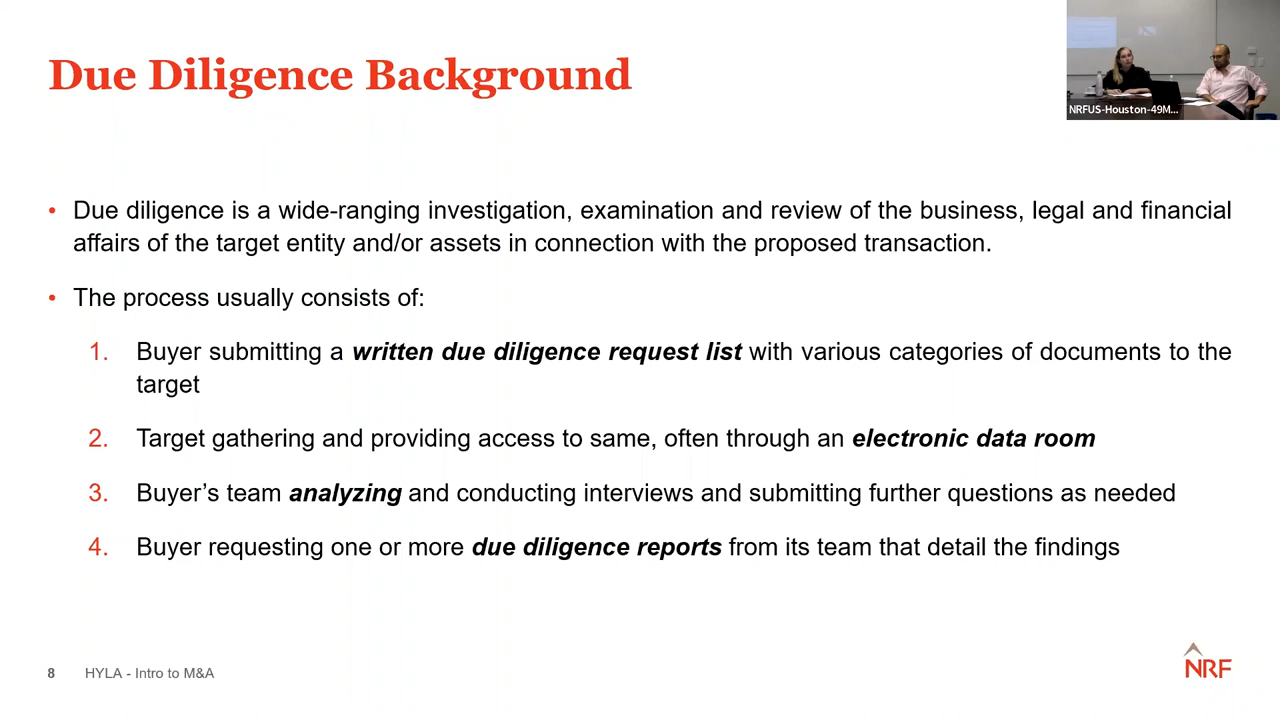 Due Diligence Background
NRFUS-Houston-49M...
• Due diligence is a wide-ranging investigation, examination and review of the business, legal and financial
affairs of the target entity and/or assets in connection with the proposed transaction.
• The process usually consists of:
1. Buyer submitting a written due diligence request list with various categories of documents to the
target
2. Target gathering and providing access to same, often through an electronic data room
3. Buyer’s team analyzing and conducting interviews and submitting further questions as needed
4. Buyer requesting one or more due diligence reports from its team that detail the findings
8 HYLA - Intro to M&A
NRF